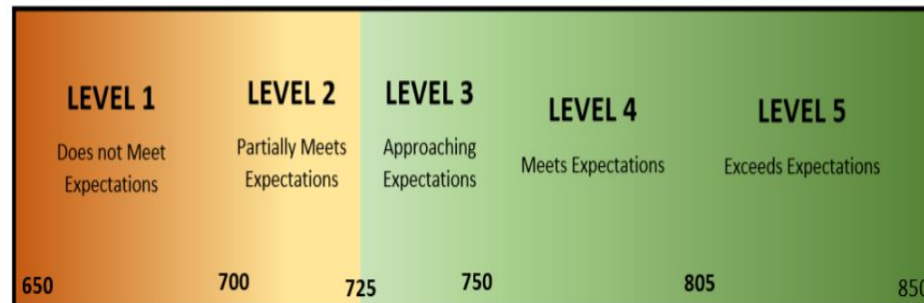 LEVEL 1
Does not Meet
Expectations
LEVEL 2
Partially Meets
Expectations
LEVEL 3
Approaching
Expectations
LEVEL 4
Meets Expectations
LEVEL 5
Exceeds Expectations
650
700
725
750
805
850